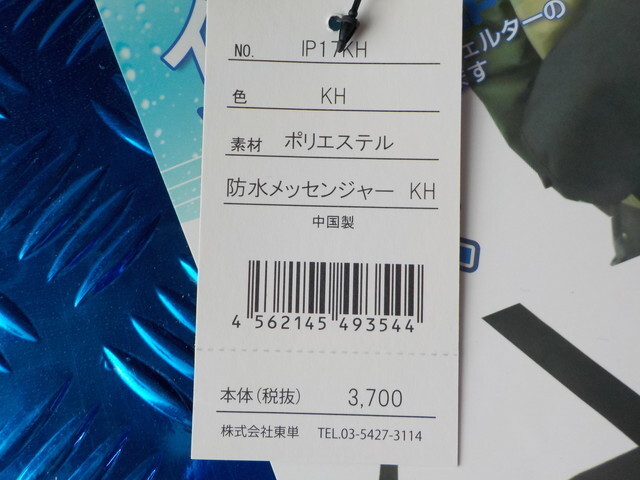 NO. IP17KH
色 KH
素材 ポリエステル
防水メッセンジャー KH
中国製
4 562145 493544
本体(税抜) 3,700
株式会社東単 TEL.03-5427-3114
ェルターの
す